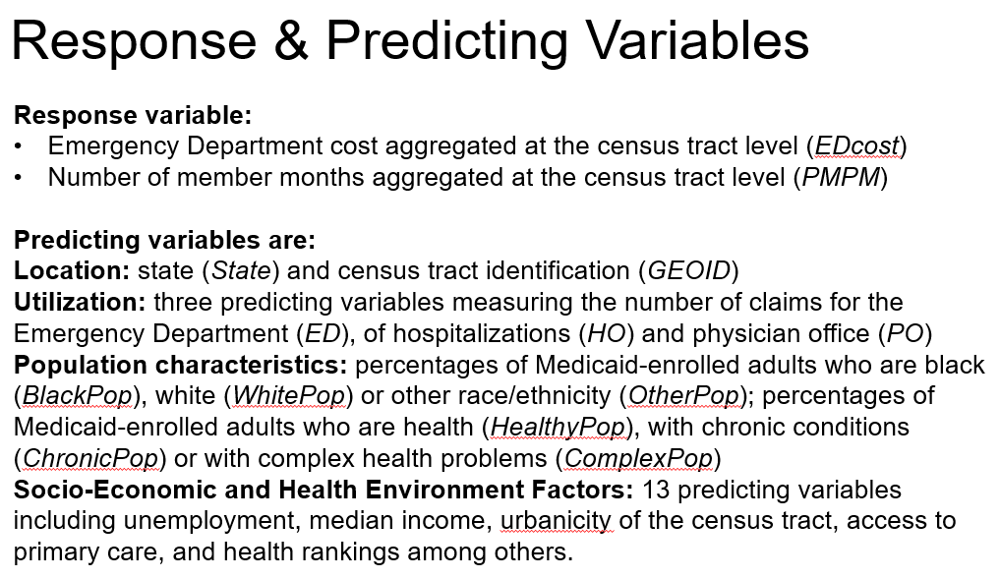 Response & Predicting Variables
Response variable:
• Emergency Department cost aggregated at the census tract level (EDcost)
• Number of member months aggregated at the census tract level (PMPM)
Predicting variables are:
Location: state (State) and census tract identification (GEOID)
Utilization: three predicting variables measuring the number of claims for the
Emergency Department (ED), of hospitalizations (HO) and physician office (PO)
Population characteristics: percentages of Medicaid-enrolled adults who are black
(BlackPop), white (WhitePop) or other race/ethnicity (OtherPop); percentages of
Medicaid-enrolled adults who are health (HealthyPop), with chronic conditions
(ChronicPop) or with complex health problems (ComplexPop)
Socio-Economic and Health Environment Factors: 13 predicting variables
including unemployment, median income, urbanicity of the census tract, access to
primary care, and health rankings among others.